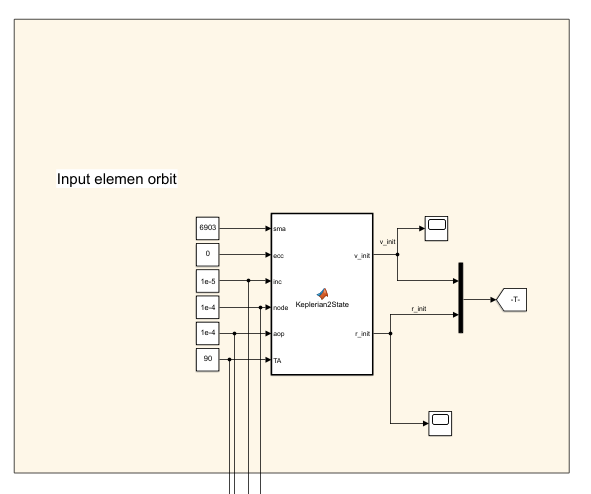 Input elemen orbit
6903
sma
0
ecc
v_init
v_init
1e-5
inc
1e-4
node
Keplerian2State
r_init
-T-
1e-4
aop
r_init
90
TA